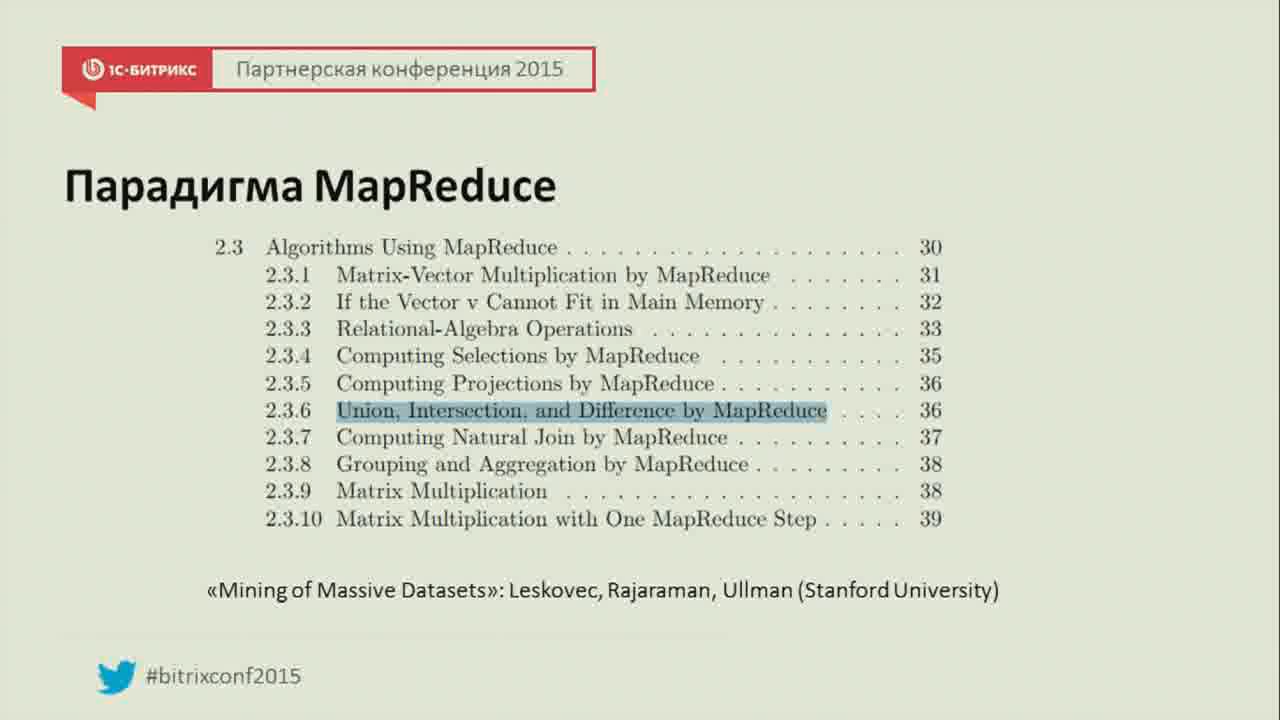 1С-БИТРИКС Партнерская конференция 2015
Парадигма MapReduce
2.3 Algorithms Using MapReduce . . . . . . . . . . . . . . . . . . . . 30
2.3.1 Matrix-Vector Multiplication by MapReduce . . . . . . . 31
2.3.2 If the Vector v Cannot Fit in Main Memory . . . . . . . . 32
2.3.3 Relational-Algebra Operations . . . . . . . . . . . . . . . 33
2.3.4 Computing Selections by MapReduce . . . . . . . . . . . 35
2.3.5 Computing Projections by MapReduce . . . . . . . . . . . 36
2.3.6 Union, Intersection, and Difference by MapReduce . . . . 36
2.3.7 Computing Natural Join by MapReduce . . . . . . . . . . 37
2.3.8 Grouping and Aggregation by MapReduce . . . . . . . . . 38
2.3.9 Matrix Multiplication . . . . . . . . . . . . . . . . . . . . 38
2.3.10 Matrix Multiplication with One MapReduce Step . . . . . 39
«Mining of Massive Datasets»: Leskovec, Rajaraman, Ullman (Stanford University)
#bitrixconf2015